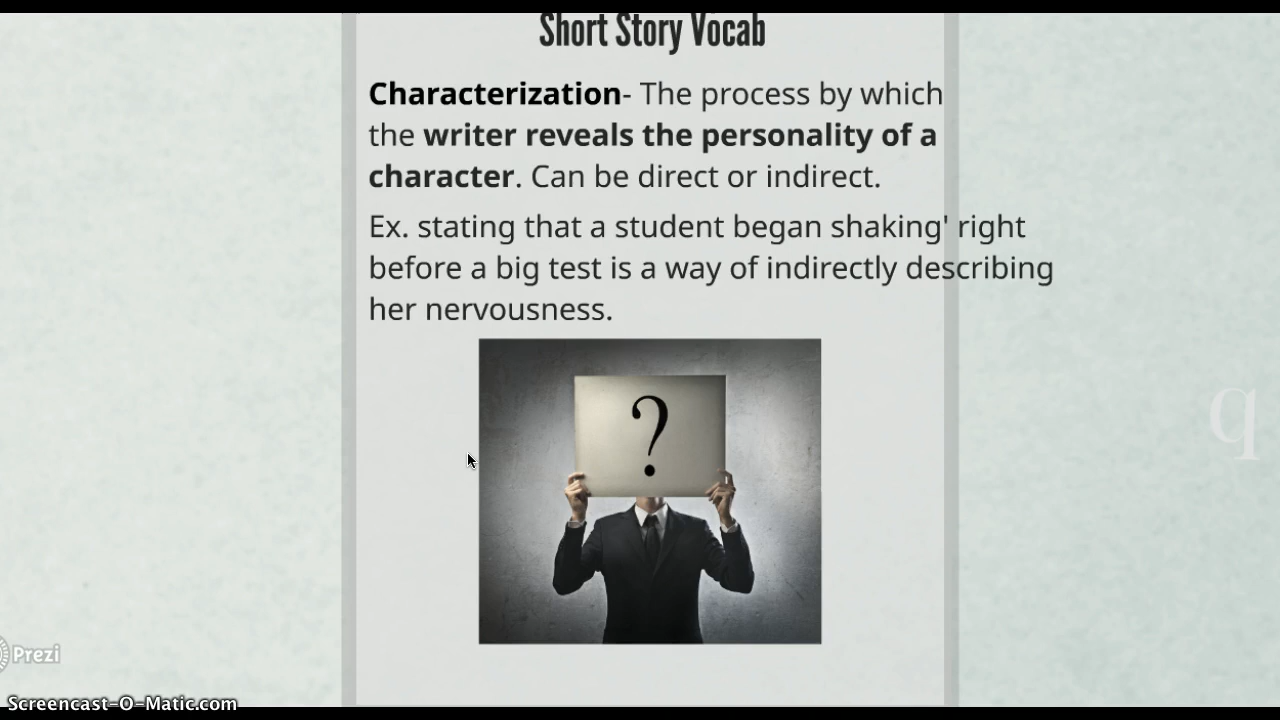 Short Story Vocab
Characterization- The process by which
the writer reveals the personality of a
character. Can be direct or indirect.
Ex. stating that a student began shaking' right
before a big test is a way of indirectly describing
her nervousness.
?
q
Prezi
Screencast-O-Matic.com